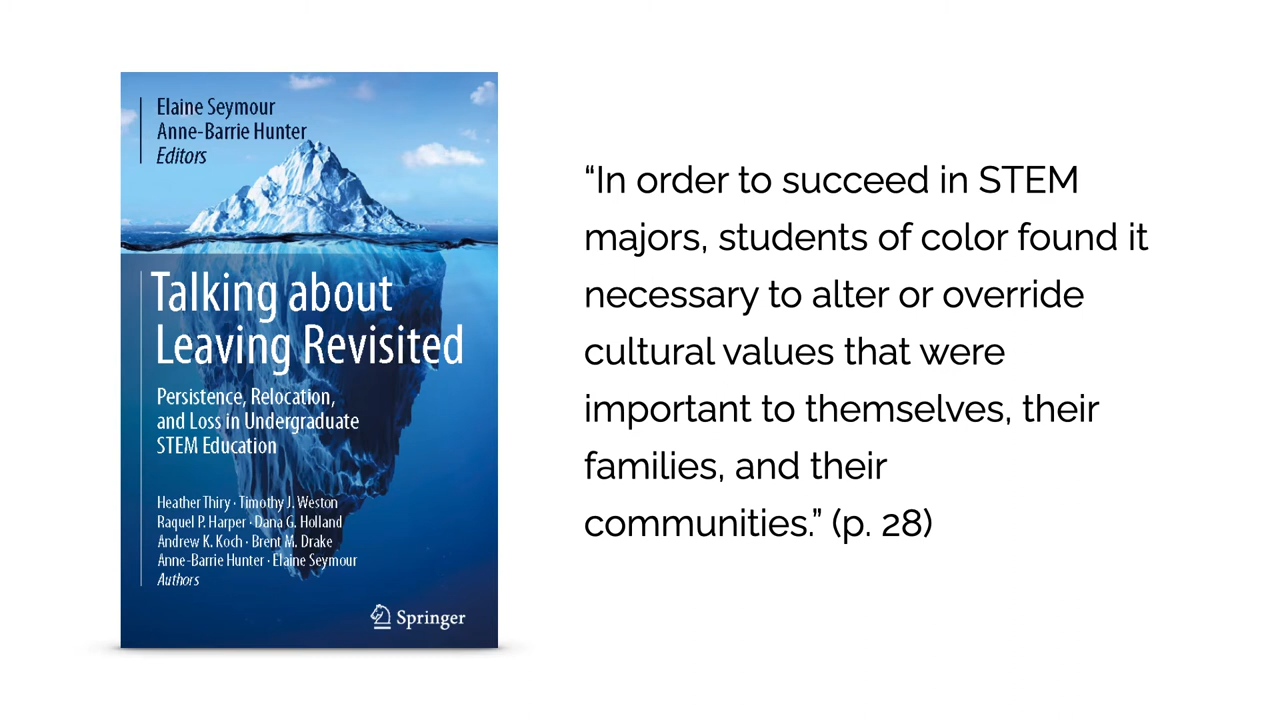 Elaine Seymour
Anne-Barrie Hunter
Editors
Talking about
Leaving Revisited
Persistence, Relocation,
and Loss in Undergraduate
STEM Education
Heather Thiry · Timothy J. Weston
Raquel P. Harper · Dana G. Holland
Andrew K. Koch · Brent M. Drake
Anne-Barrie Hunter · Elaine Seymour
Authors
Springer
“In order to succeed in STEM
majors, students of color found it
necessary to alter or override
cultural values that were
important to themselves, their
families, and their
communities.” (p. 28)